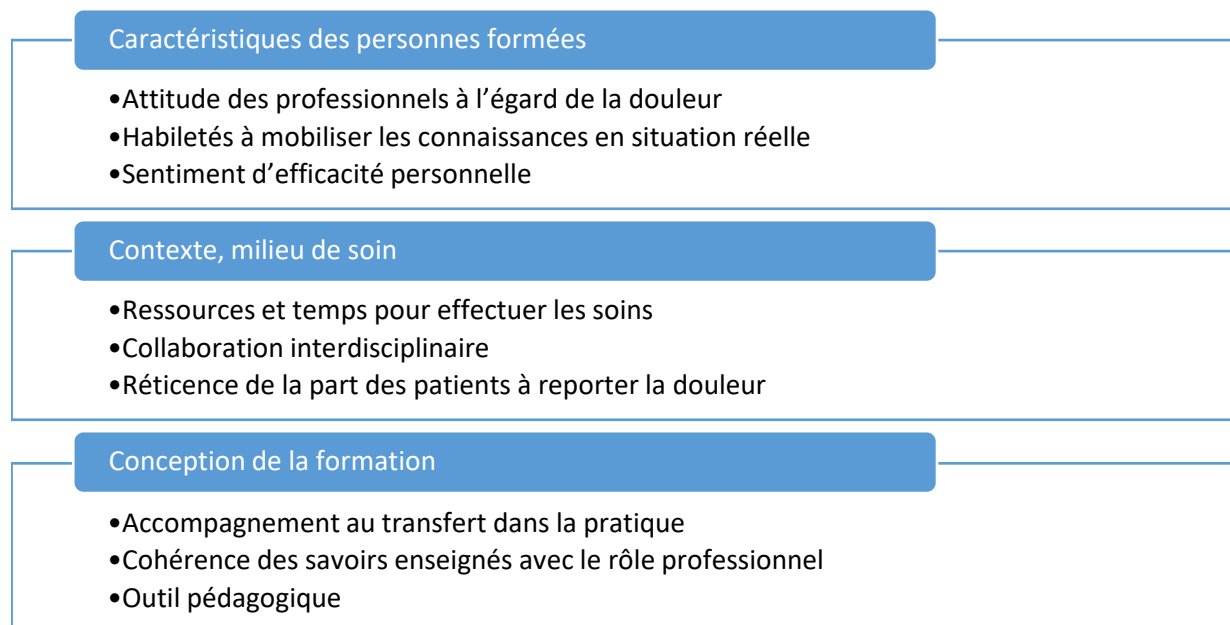 Caractéristiques des personnes formées
•Attitude des professionnels à l’égard de la douleur
•Habiletés à mobiliser les connaissances en situation réelle
•Sentiment d’efficacité personnelle
Contexte, milieu de soin
•Ressources et temps pour effectuer les soins
•Collaboration interdisciplinaire
•Réticence de la part des patients à reporter la douleur
Conception de la formation
•Accompagnement au transfert dans la pratique
•Cohérence des savoirs enseignés avec le rôle professionnel
•Outil pédagogique